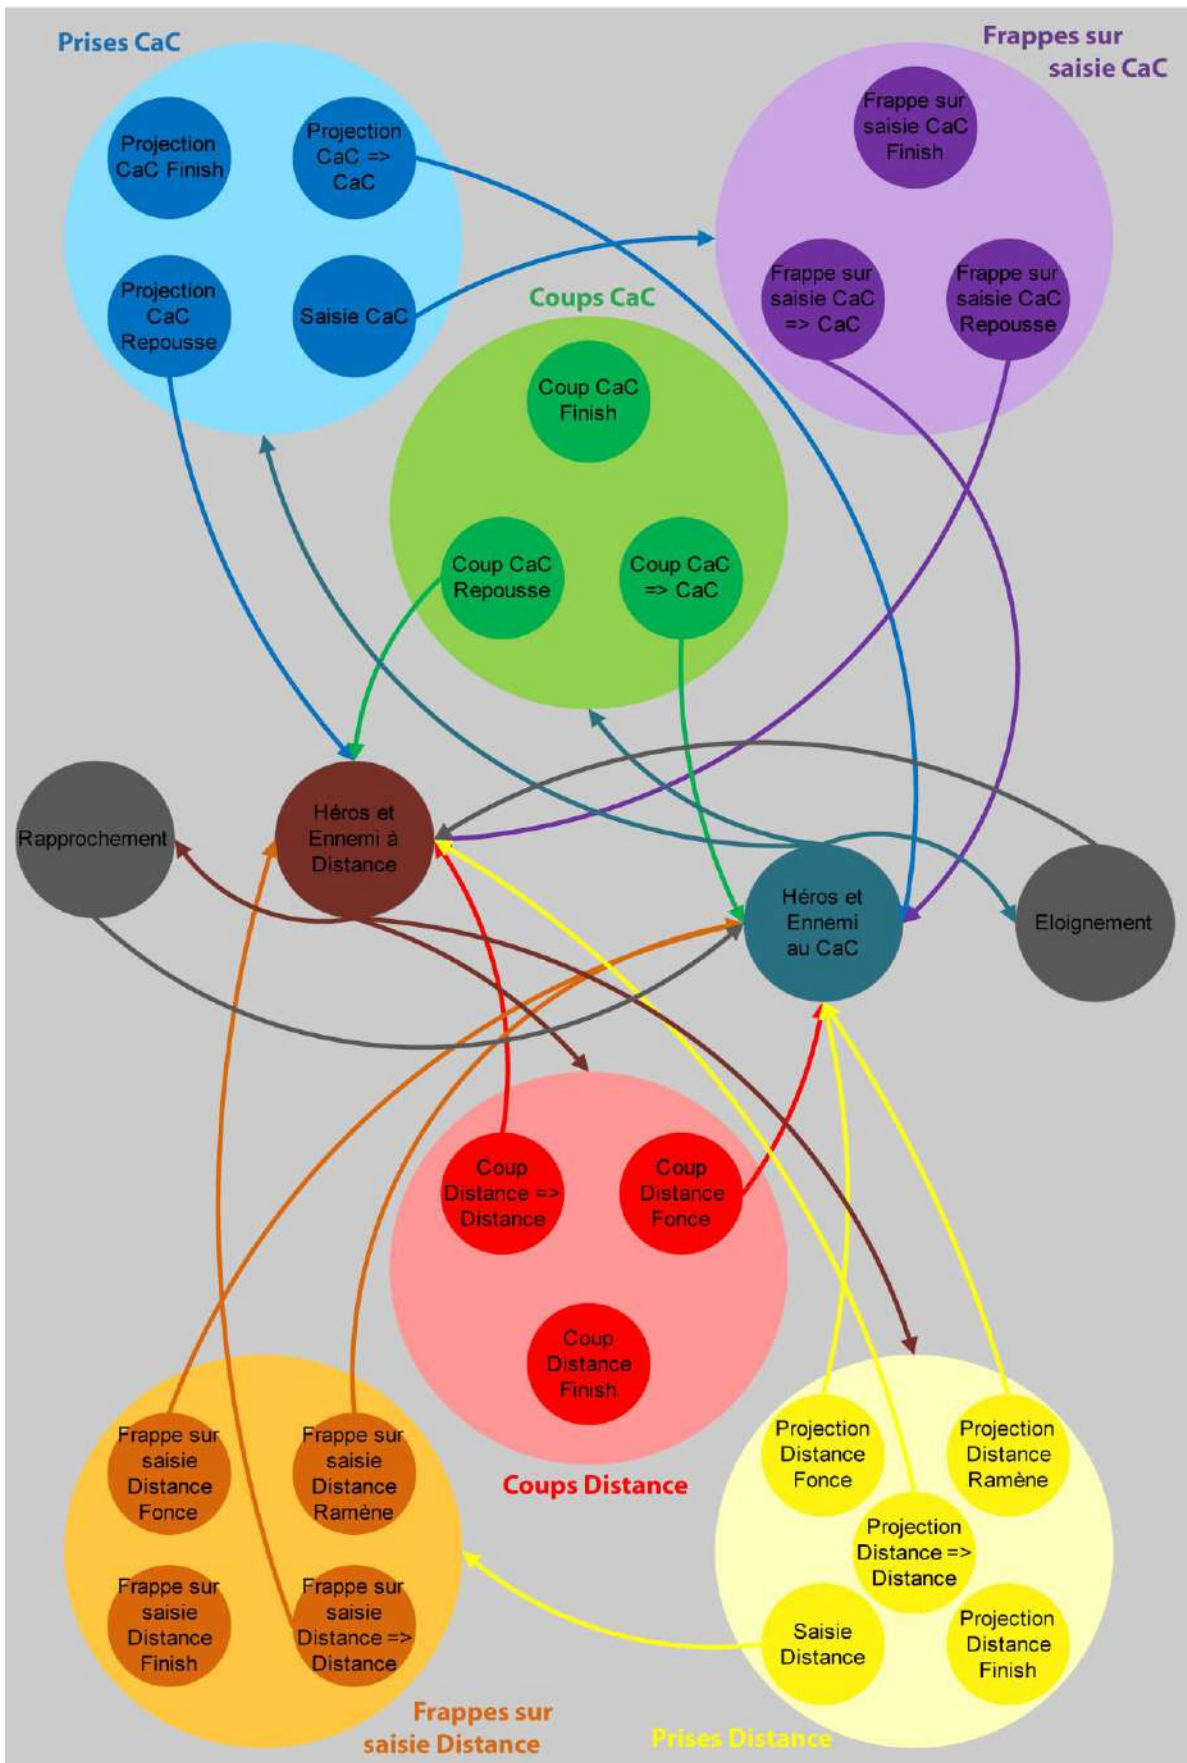 Prises CaC
Frappes sur
saisie CaC
Projection
CaC Finish
Projection
CaC =>
CaC
Projection
CaC
Repousse
Saisie CaC
Frappe sur
saisie CaC
Finish
Frappe sur
saisie CaC
=> CaC
Frappe sur
saisie CaC
Repousse
Coups CaC
Coup CaC
Finish
Coup CaC
Repousse
Coup CaC
=> CaC
Rapprochement
Héros et
Ennemi à
Distance
Héros et
Ennemi
au CaC
Eloignement
Coup
Distance =>
Distance
Coup
Distance
Fonce
Coup
Distance
Finish
Coups Distance
Frappe sur
saisie
Distance
Fonce
Frappe sur
saisie
Distance
Ramène
Frappe sur
saisie
Distance
Finish
Frappe sur
saisie
Distance =>
Distance
Frappes sur
saisie Distance
Projection
Distance
Fonce
Projection
Distance
Ramène
Projection
Distance =>
Distance
Saisie
Distance
Projection
Distance
Finish
Prises Distance